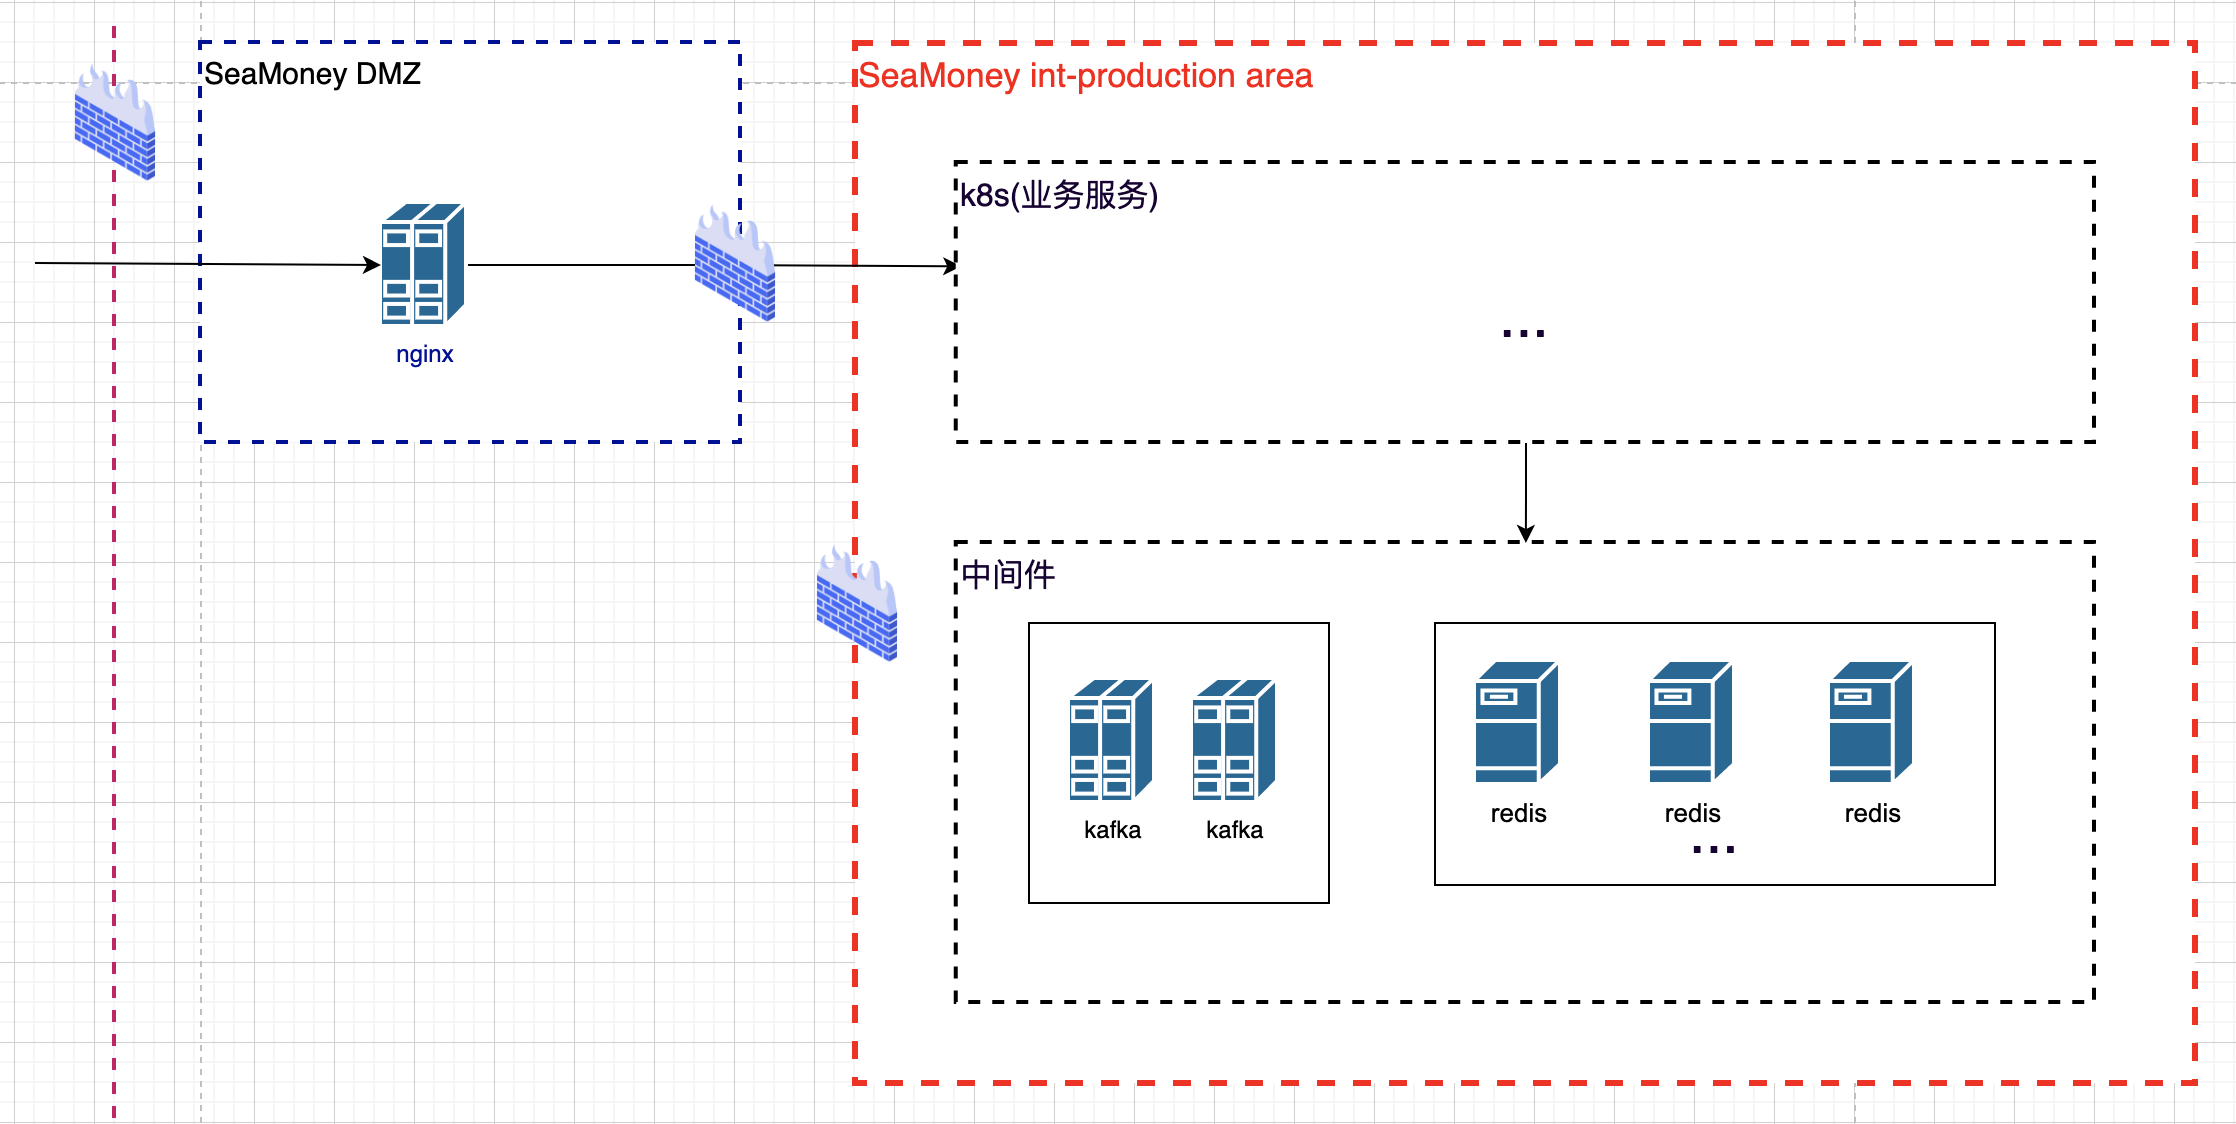 SeaMoney DMZ
nginx
SeaMoney int-production area
k8s(业务服务)
...
中间件
kafka
kafka
redis
redis
redis
...